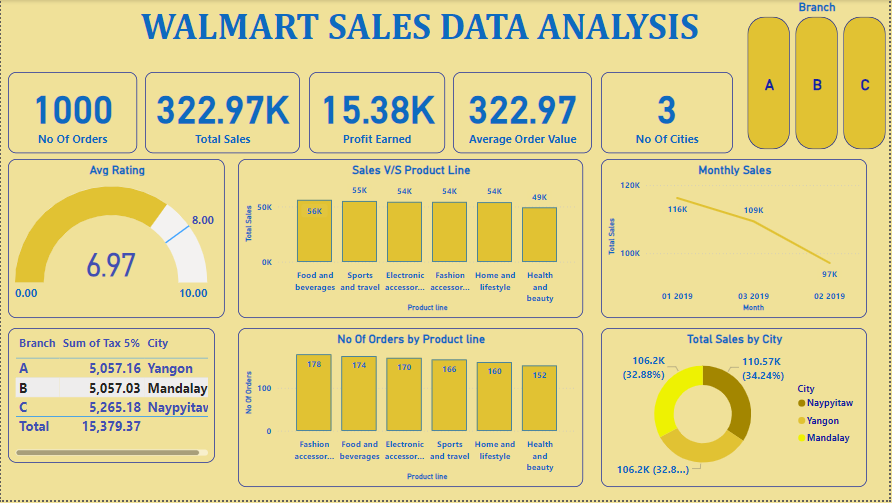 WALMART SALES DATA ANALYSIS
Branch
A B C
1000
No Of Orders
322.97K
Total Sales
15.38K
Profit Earned
322.97
Average Order Value
3
No Of Cities
Avg Rating
8.00
6.97
0.00 10.00
Sales V/S Product Line
Total Sales
50K
0K
56K 55K 54K 54K 54K 49K
Food and Sports Electronic Fashion Home and Health
beverages and travel accessor... accessor... lifestyle and
beauty
Product line
Monthly Sales
Total Sales
120K
100K
116K 109K 97K
01 2019 03 2019 02 2019
Month
Branch Sum of Tax 5% City
A 5,057.16 Yangon
B 5,057.03 Mandalay
C 5,265.18 Naypyitaw
Total 15,379.37
No Of Orders by Product line
No Of Orders
100
0
178 174 170 166 160 152
Fashion Food and Electronic Sports Home and Health
accessor... beverages accessor... and travel lifestyle and
beauty
Product line
Total Sales by City
106.2K
(32.88%)
110.57K
(34.24%)
106.2K (32.8...)
City
Naypyitaw
Yangon
Mandalay